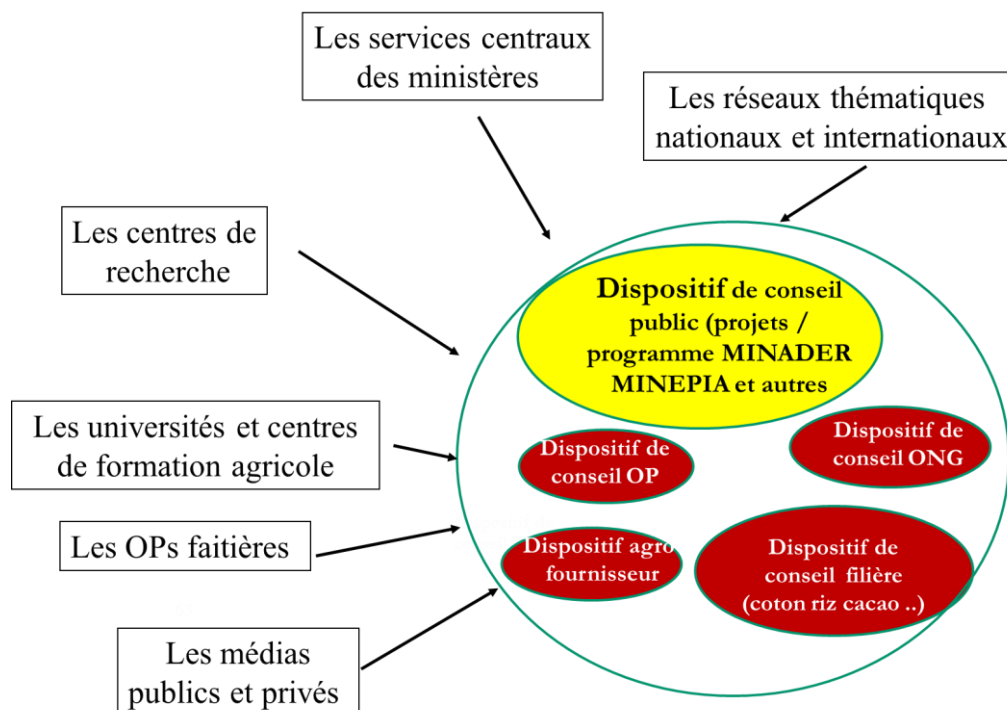 Les services centraux
des ministères
Les réseaux thématiques
nationaux et internationaux
Les centres de
recherche
Dispositif de conseil
public (projets /
programme MINADER
MINEPIA et autres
Les universités et centres
de formation agricole
Dispositif de
conseil OP
Dispositif de
conseil ONG
Les OPs faitières
Dispositif agro
fournisseur
Dispositif de
conseil filière
(coton riz cacao ..)
Les médias
publics et privés